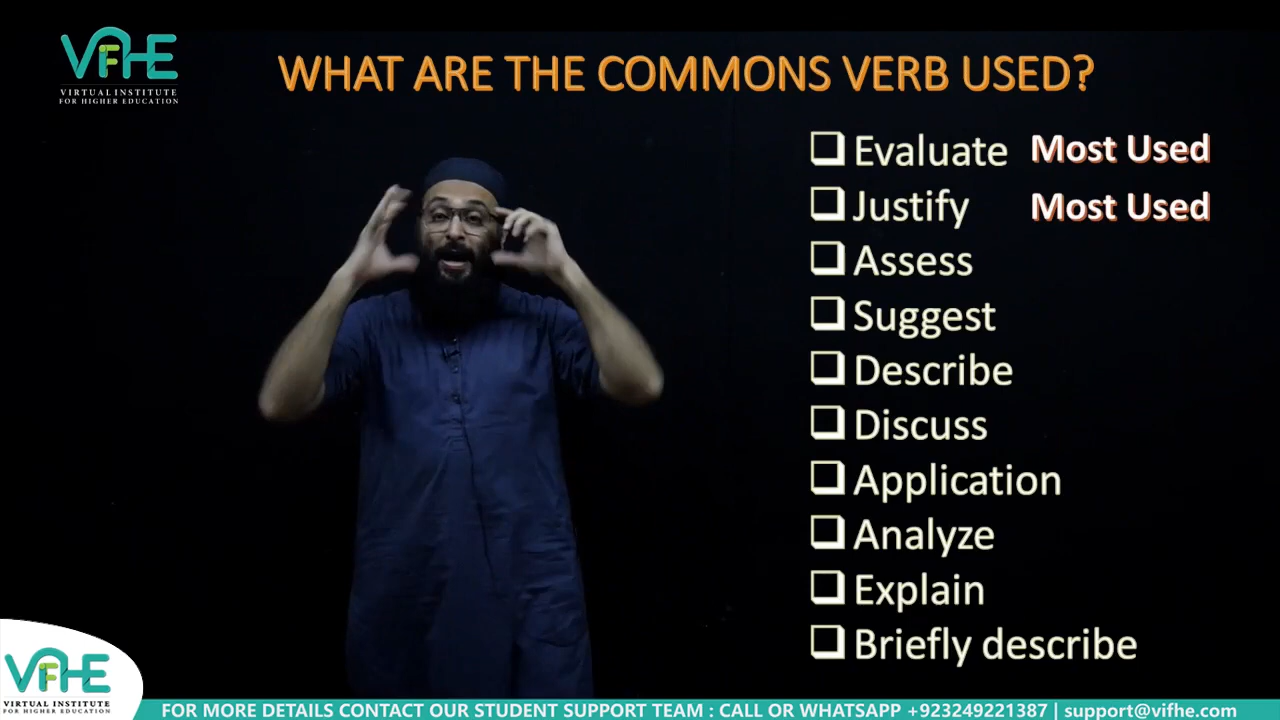 VIFHE
VIRTUAL INSTITUTE
FOR HIGHER EDUCATION
WHAT ARE THE COMMONS VERB USED?
Evaluate Most Used
Justify Most Used
Assess
Suggest
Describe
Discuss
Application
Analyze
Explain
Briefly describe
VIFHE
VIRTUAL INSTITUTE
FOR HIGHER EDUCATION
FOR MORE DETAILS CONTACT OUR STUDENT SUPPORT TEAM : CALL OR WHATSAPP +923249221387 | support@vifhe.com